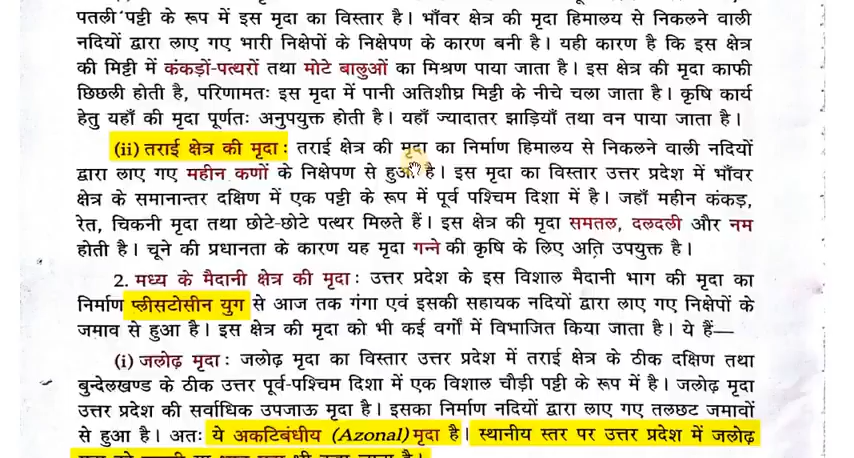 पतली पट्टी के रूप में इस मृदा का विस्तार है। भाँवर क्षेत्र की मृदा हिमालय से निकलने वाली
नदियों द्वारा लाए गए भारी निक्षेपों के निक्षेपण के कारण बनी है। यही कारण है कि इस क्षेत्र
की मिट्टी में कंकड़ों-पत्थरों तथा मोटे बालुओं का मिश्रण पाया जाता है। इस क्षेत्र की मृदा काफी
छिछली होती है, परिणामतः इस मृदा में पानी अतिशीघ्र मिट्टी के नीचे चला जाता है। कृषि कार्य
हेतु यहाँ की मृदा पूर्णतः अनुपयुक्त होती है। यहाँ ज्यादातर झाड़ियाँ तथा वन पाया जाता है।
(ii) तराई क्षेत्र की मृदा : तराई क्षेत्र की मृदा का निर्माण हिमालय से निकलने वाली नदियों
द्वारा लाए गए महीन कणों के निक्षेपण से हुआ है। इस मृदा का विस्तार उत्तर प्रदेश में भाँवर
क्षेत्र के समानान्तर दक्षिण में एक पट्टी के रूप में पूर्व पश्चिम दिशा में है। जहाँ महीन कंकड़,
रेत, चिकनी मृदा तथा छोटे-छोटे पत्थर मिलते हैं। इस क्षेत्र की मृदा समतल, दलदली और नम
होती है। चूने की प्रधानता के कारण यह मृदा गन्ने की कृषि के लिए अति उपयुक्त है।
2. मध्य के मैदानी क्षेत्र की मृदा : उत्तर प्रदेश के इस विशाल मैदानी भाग की मृदा का
निर्माण प्लीसटोसीन युग से आज तक गंगा एवं इसकी सहायक नदियों द्वारा लाए गए निक्षेपों के
जमाव से हुआ है। इस क्षेत्र की मृदा को भी कई वर्गों में विभाजित किया जाता है। ये हैं—
(i) जलोढ़ मृदा : जलोढ़ मृदा का विस्तार उत्तर प्रदेश में तराई क्षेत्र के ठीक दक्षिण तथा
बुन्देलखण्ड के ठीक उत्तर पूर्व-पश्चिम दिशा में एक विशाल चौड़ी पट्टी के रूप में है। जलोढ़ मृदा
उत्तर प्रदेश की सर्वाधिक उपजाऊ मृदा है। इसका निर्माण नदियों द्वारा लाए गए तलछट जमावों
से हुआ है। अतः ये अकटिबंधीय (Azonal) मृदा है। स्थानीय स्तर पर उत्तर प्रदेश में जलोढ़